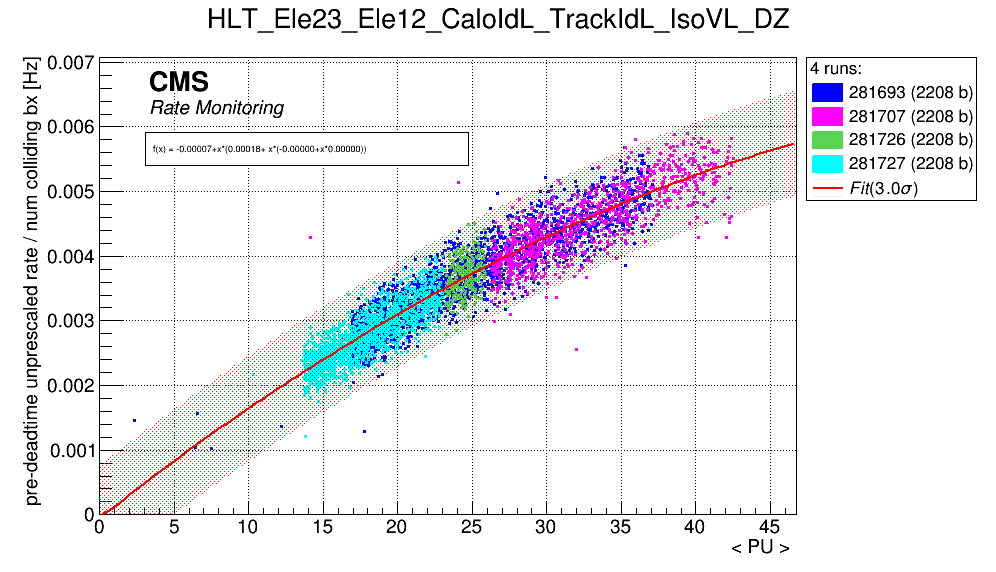 HLT_Ele23_Ele12_CaloIdL_TrackIdL_IsoVL_DZ
pre-deadtime unprescaled rate / num colliding bx [Hz]
0.007
0.006
0.005
0.004
0.003
0.002
0.001
0
CMS
Rate Monitoring
f(x) = -0.00007+x*(0.00018+ x*(-0.00000+x*0.00000))
4 runs:
281693 (2208 b)
281707 (2208 b)
281726 (2208 b)
281727 (2208 b)
Fit(3.0σ)
0 5 10 15 20 25 30 35 40 45
< PU >